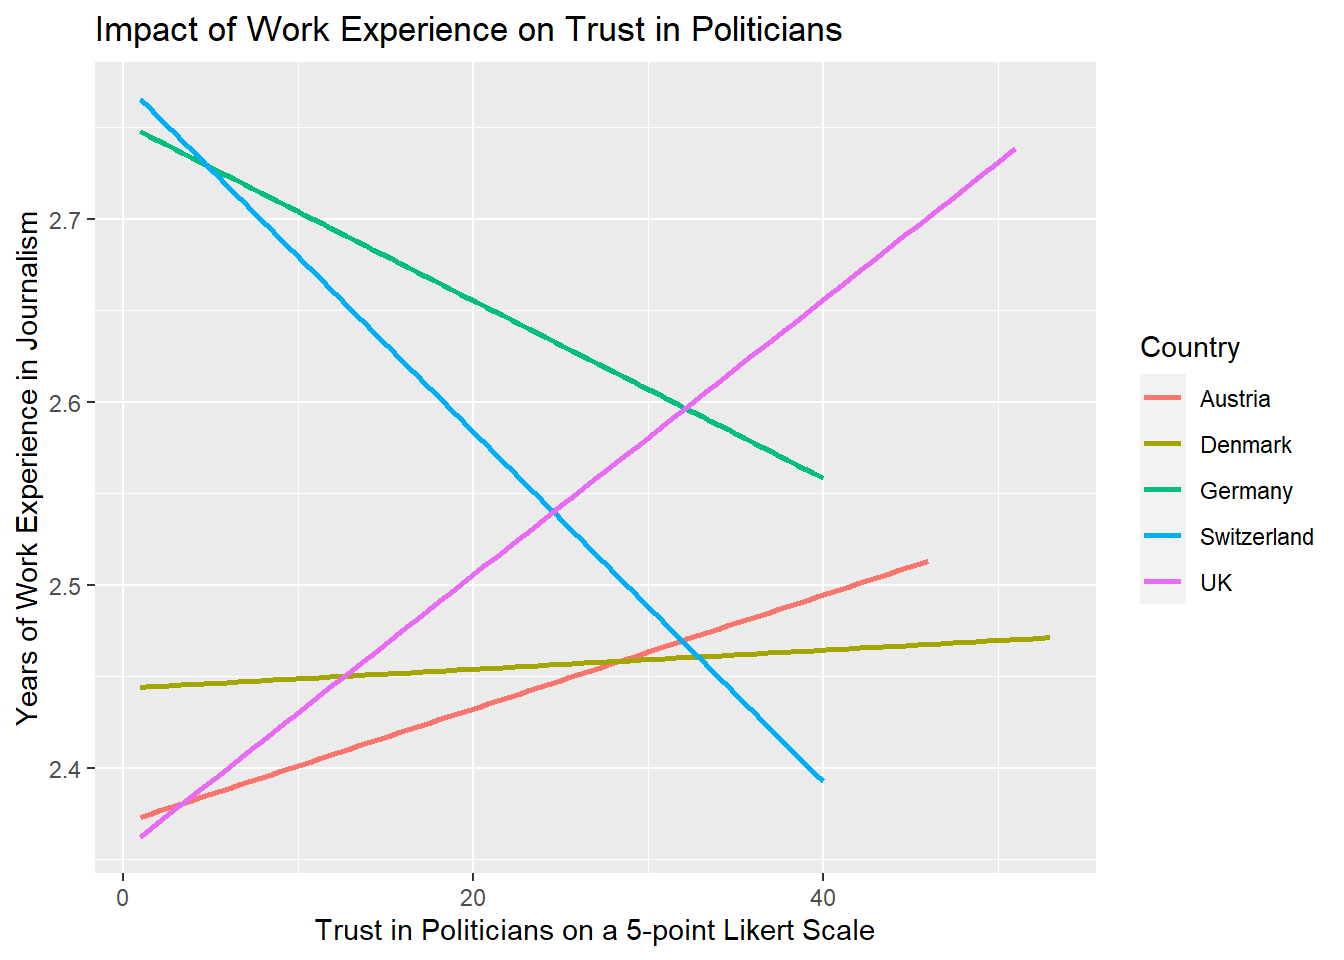 Impact of Work Experience on Trust in Politicians
Years of Work Experience in Journalism
2.7
2.6
2.5
2.4
0
20
40
Trust in Politicians on a 5-point Likert Scale
Country
Austria
Denmark
Germany
Switzerland
UK